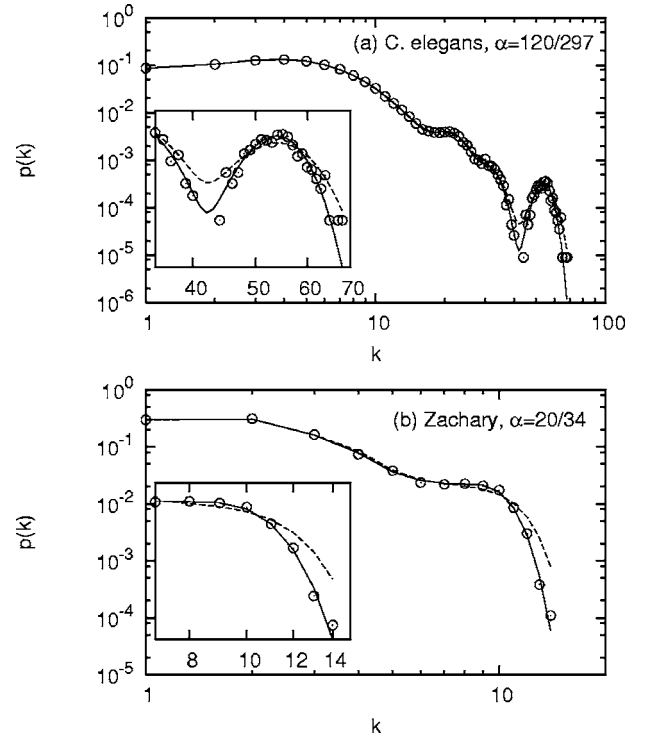 (a) C. elegans, α=120/297
p(k)
10^0
10^-1
10^-2
10^-3
10^-4
10^-5
10^-6
40 50 60 70
1 10 100
k
(b) Zachary, α=20/34
p(k)
10^0
10^-1
10^-2
10^-3
10^-4
10^-5
8 10 12 14
1 10
k